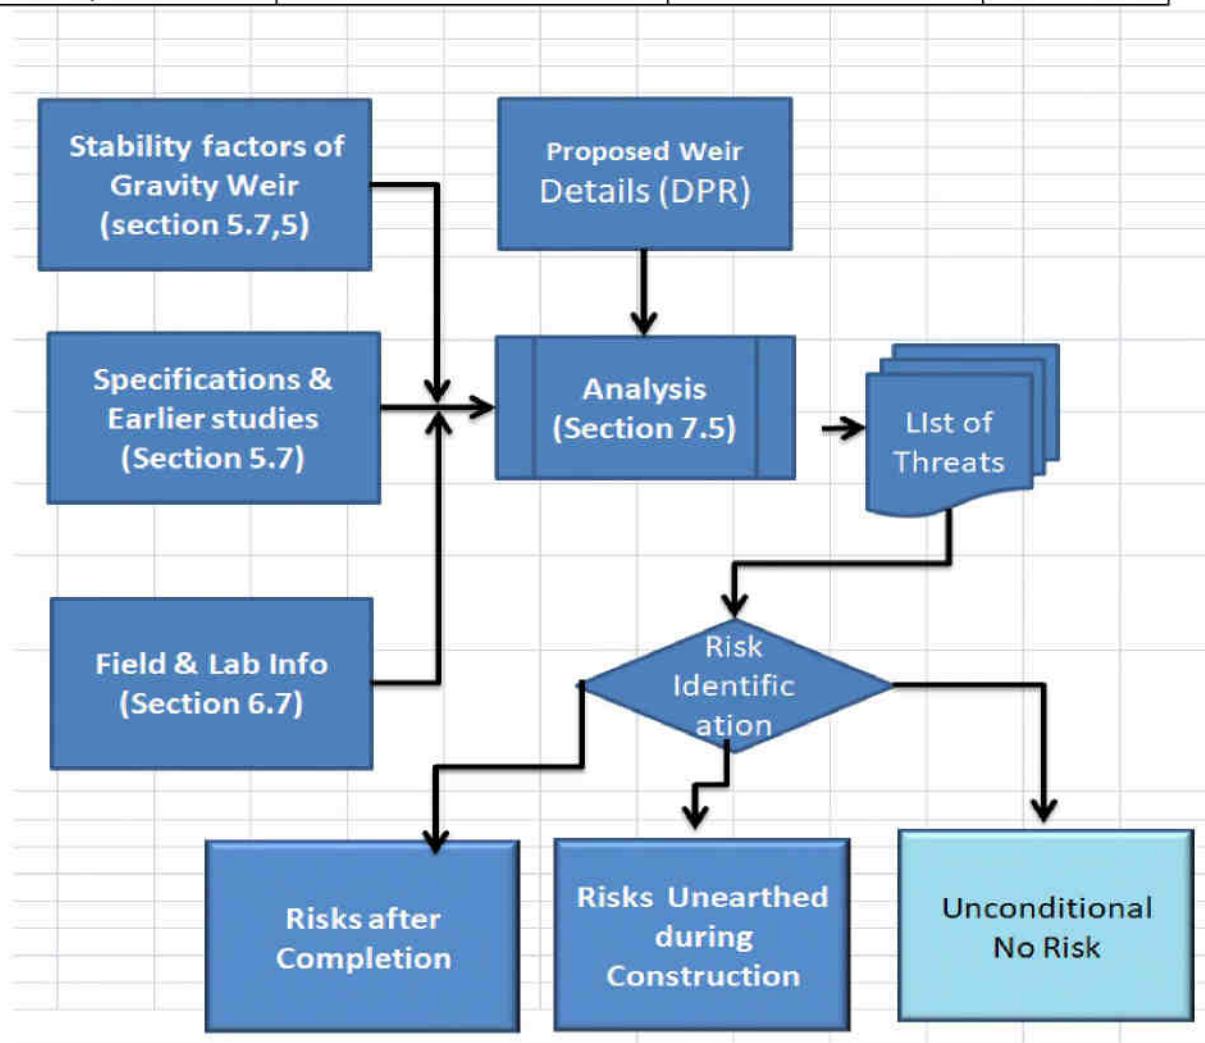 Stability factors of
Gravity Weir
(section 5.7,5)
Proposed Weir
Details (DPR)
Specifications &
Earlier studies
(Section 5.7)
Analysis
(Section 7.5)
LIst of
Threats
Field & Lab Info
(Section 6.7)
Risk
Identific
ation
Risks after
Completion
Risks Unearthed
during
Construction
Unconditional
No Risk